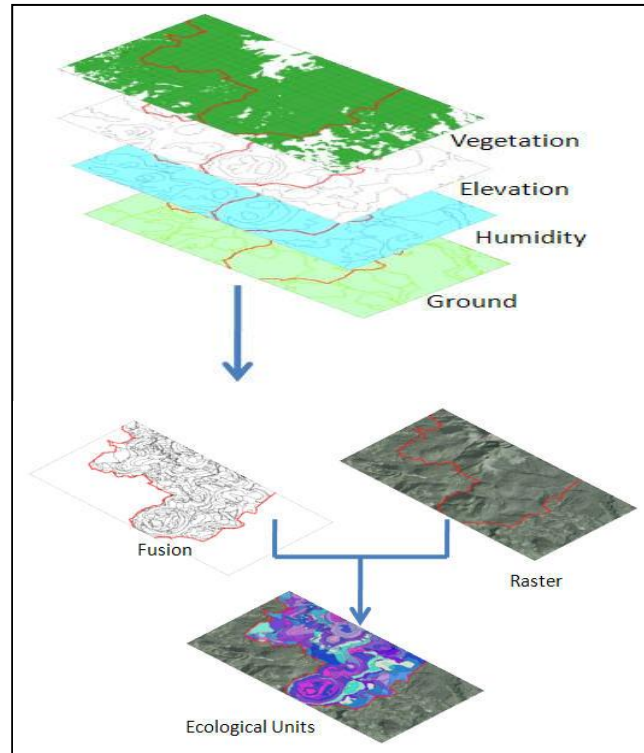 Vegetation
Elevation
Humidity
Ground
Fusion
Raster
Ecological Units